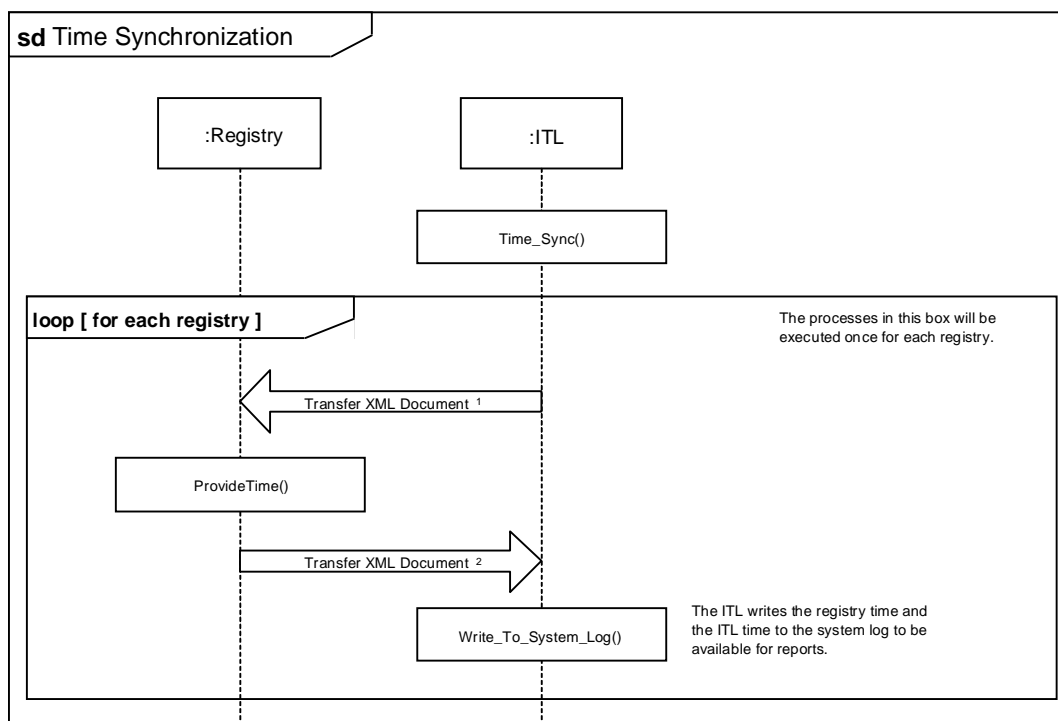 sd Time Synchronization
:Registry
:ITL
Time_Sync()
loop [ for each registry ]
The processes in this box will be
executed once for each registry.
Transfer XML Document 1
ProvideTime()
Transfer XML Document 2
Write_To_System_Log()
The ITL writes the registry time and
the ITL time to the system log to be
available for reports.